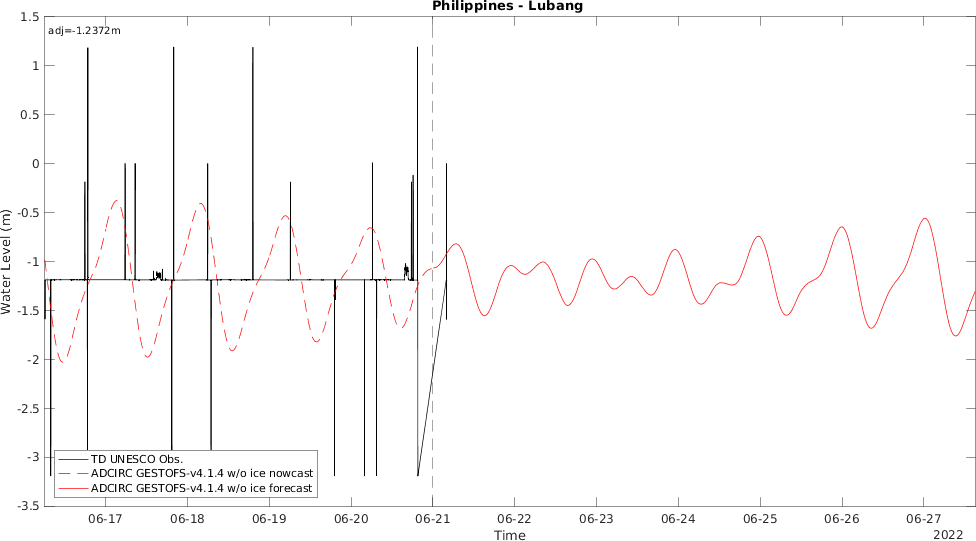 Philippines - Lubang
adj=-1.2372m
1.5
1
0.5
0
-0.5
-1
-1.5
-2
-2.5
-3
-3.5
Water Level (m)
TD UNESCO Obs.
ADCIRC GESTOFS-v4.1.4 w/o ice nowcast
ADCIRC GESTOFS-v4.1.4 w/o ice forecast
06-17 06-18 06-19 06-20 06-21 06-22 06-23 06-24 06-25 06-26 06-27
Time
2022